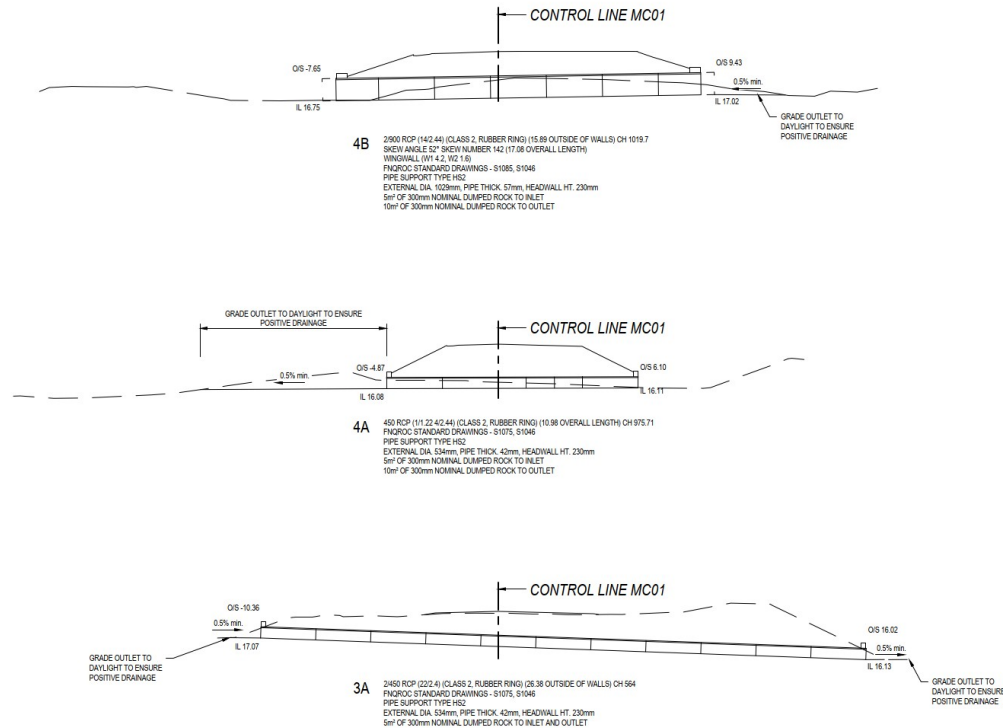 CONTROL LINE MC01
O/S -7.65
O/S 9.43
0.5% min.
IL 16.75
IL 17.02
GRADE OUTLET TO
DAYLIGHT TO ENSURE
POSITIVE DRAINAGE
4B
2/900 RCP (14/2.44) (CLASS 2, RUBBER RING) (15.89 OUTSIDE OF WALLS) CH 1019.7
SKEW ANGLE 52° SKEW NUMBER 142 (17.08 OVERALL LENGTH)
WINGWALL (W1 4.2, W2 1.6)
FNQROC STANDARD DRAWINGS - S1085, S1046
PIPE SUPPORT TYPE HS2
EXTERNAL DIA. 1029mm, PIPE THICK. 57mm, HEADWALL HT. 230mm
5m² OF 300mm NOMINAL DUMPED ROCK TO INLET
10m² OF 300mm NOMINAL DUMPED ROCK TO OUTLET
GRADE OUTLET TO DAYLIGHT TO ENSURE
POSITIVE DRAINAGE
CONTROL LINE MC01
O/S -4.87
O/S 6.10
0.5% min.
IL 16.08
IL 16.11
4A
450 RCP (1/1.22 4/2.44) (CLASS 2, RUBBER RING) (10.98 OVERALL LENGTH) CH 975.71
FNQROC STANDARD DRAWINGS - S1075, S1046
PIPE SUPPORT TYPE HS2
EXTERNAL DIA. 534mm, PIPE THICK. 42mm, HEADWALL HT. 230mm
5m² OF 300mm NOMINAL DUMPED ROCK TO INLET
10m² OF 300mm NOMINAL DUMPED ROCK TO OUTLET
CONTROL LINE MC01
O/S -10.36
0.5% min.
O/S 16.02
IL 17.07
0.5% min.
IL 16.13
GRADE OUTLET TO
DAYLIGHT TO ENSURE
POSITIVE DRAINAGE
GRADE OUTLET TO
DAYLIGHT TO ENSURE
POSITIVE DRAINAGE
3A
2/450 RCP (22/2.4) (CLASS 2, RUBBER RING) (26.38 OUTSIDE OF WALLS) CH 564
FNQROC STANDARD DRAWINGS - S1075, S1046
PIPE SUPPORT TYPE HS2
EXTERNAL DIA. 534mm, PIPE THICK. 42mm, HEADWALL HT. 230mm
5m² OF 300mm NOMINAL DUMPED ROCK TO INLET AND OUTLET